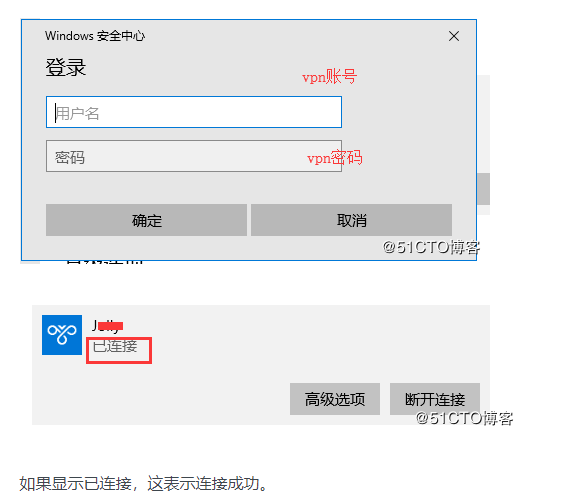 Windows 安全中心
登录
vpn账号
用户名
密码
vpn密码
确定
取消
@51CTO博客
已连接
高级选项
断开连接
@51CTO博客
如果显示已连接，这表示连接成功。